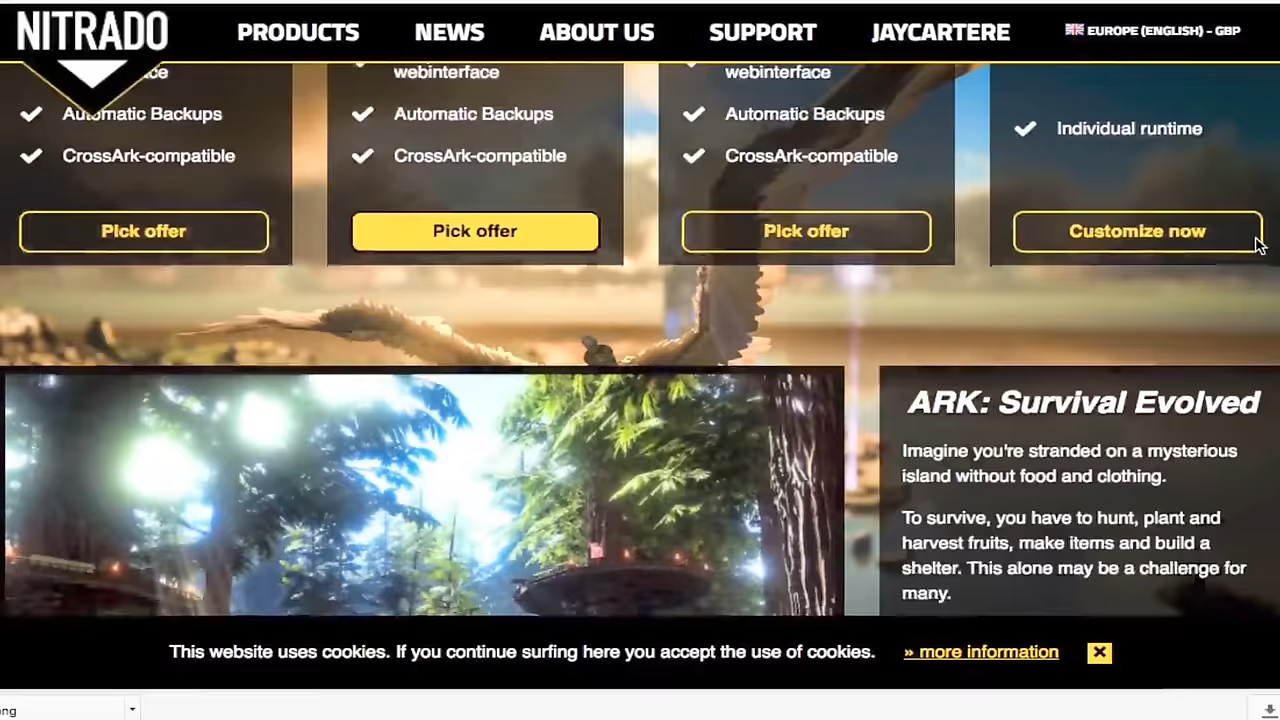 NITRADO
PRODUCTS
NEWS
ABOUT US
SUPPORT
JAYCARTERE
EUROPE (ENGLISH) - GBP
webinterface
webinterface
Automatic Backups
Automatic Backups
Automatic Backups
Individual runtime
CrossArk-compatible
CrossArk-compatible
CrossArk-compatible
Pick offer
Pick offer
Pick offer
Customize now
ARK: Survival Evolved
Imagine you're stranded on a mysterious
island without food and clothing.
To survive, you have to hunt, plant and
harvest fruits, make items and build a
shelter. This alone may be a challenge for
many.
This website uses cookies. If you continue surfing here you accept the use of cookies.
» more information